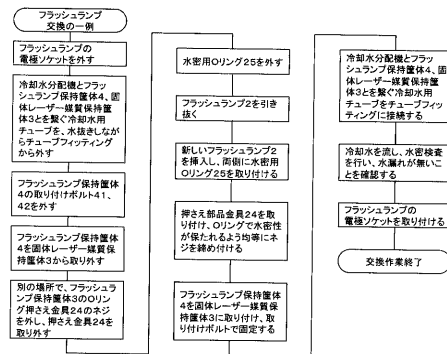 フラッシュランプ
交換の一例
フラッシュランプの
電極ソケットを外す
冷却水分配機とフラッ
シュランプ保持筐体4、固
体レーザー媒質保持筐
体3とを繋ぐ冷却水用
チューブを、水抜きしなが
らチューブフィッティング
から外す
フラッシュランプ保持筐体
4の取り付けボルト41、
42を外す
フラッシュランプ保持筐体
4を固体レーザー媒質保
持筐体3から取り外す
別の場所で、フラッシュラ
ンプ保持筐体3のOリン
グ押さえ金具24のネジ
を外し、押さえ金具24を
取り外す
水密用Oリング25を外す
フラッシュランプ2を引き
抜く
新しいフラッシュランプ2
を挿入し、両側に水密用
Oリング25を取り付ける
押さえ部品金具24を取
り付け、Oリングで水密性
が保たれるよう均等にネ
ジを締め付ける
フラッシュランプ保持筐体
4を固体レーザー媒質保
持筐体3に取り付け、取り
付けボルトで固定する
冷却水分配機とフラッ
シュランプ保持筐体4、固
体レーザー媒質保持筐
体3とを繋ぐ冷却水用
チューブをチューブフィッ
ティングに接続する
冷却水を流し、水密検査
を行い、水漏れが無いこ
とを確認する
フラッシュランプの
電極ソケットを取り付ける
交換作業終了